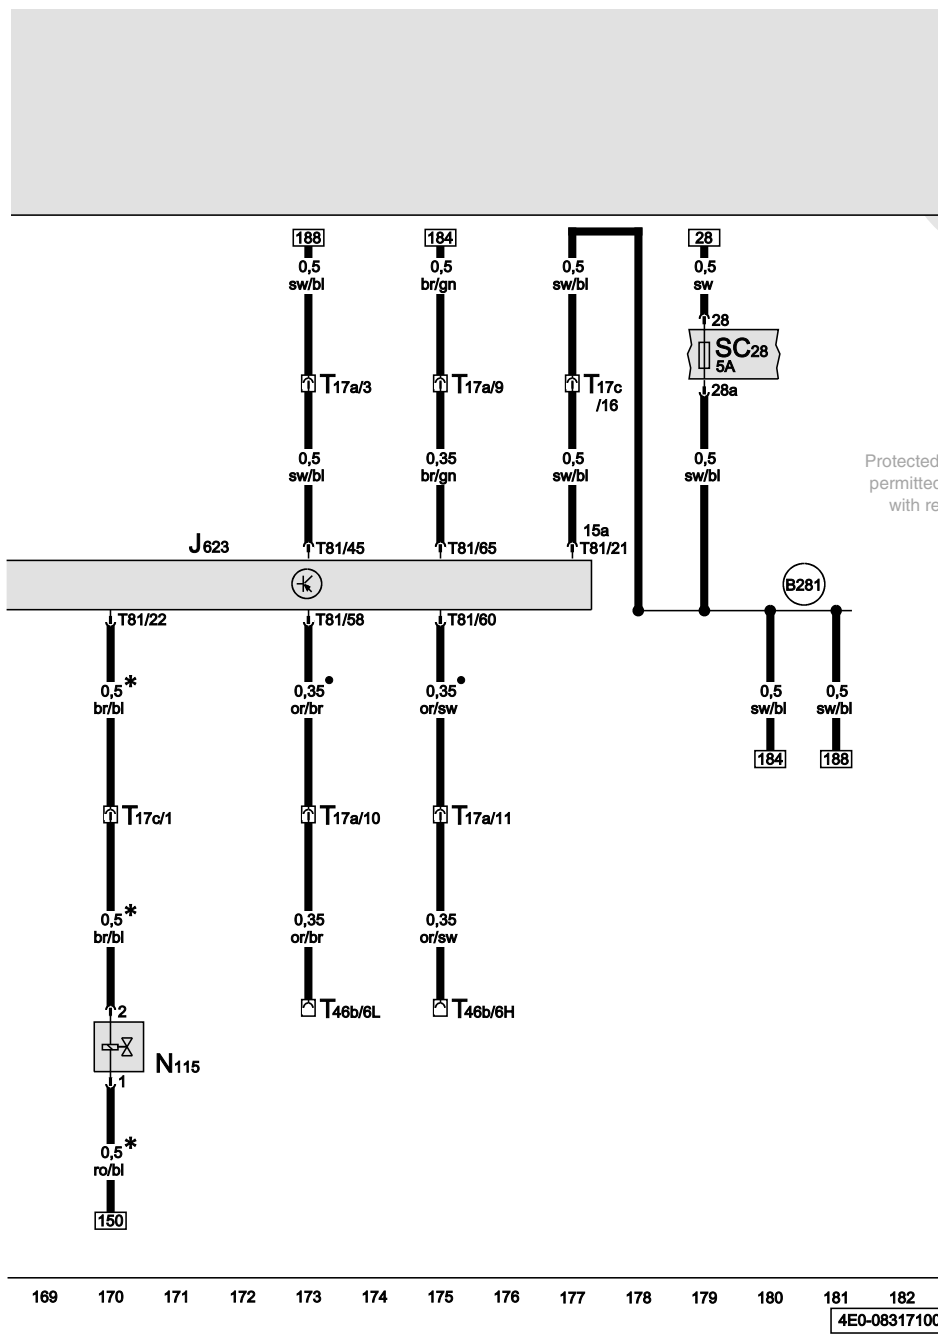 188
184
28
0,5
sw/bl
0,5
br/gn
0,5
sw/bl
0,5
sw
28
SC28
5A
28a
T17a/3
T17a/9
T17c
/16
0,5
sw/bl
0,35
br/gn
0,5
sw/bl
0,5
sw/bl
Protected
permitted
with re
15a
J623
T81/45
T81/65
T81/21
B281
T81/22
T81/58
T81/60
0,5*
br/bl
0,35•
or/br
0,35•
or/sw
0,5
sw/bl
0,5
sw/bl
184
188
T17c/1
T17a/10
T17a/11
0,5*
br/bl
0,35
or/br
0,35
or/sw
2
T46b/6L
T46b/6H
N115
1
0,5*
ro/bl
150
169 170 171 172 173 174 175 176 177 178 179 180 181 182
4E0-08317100